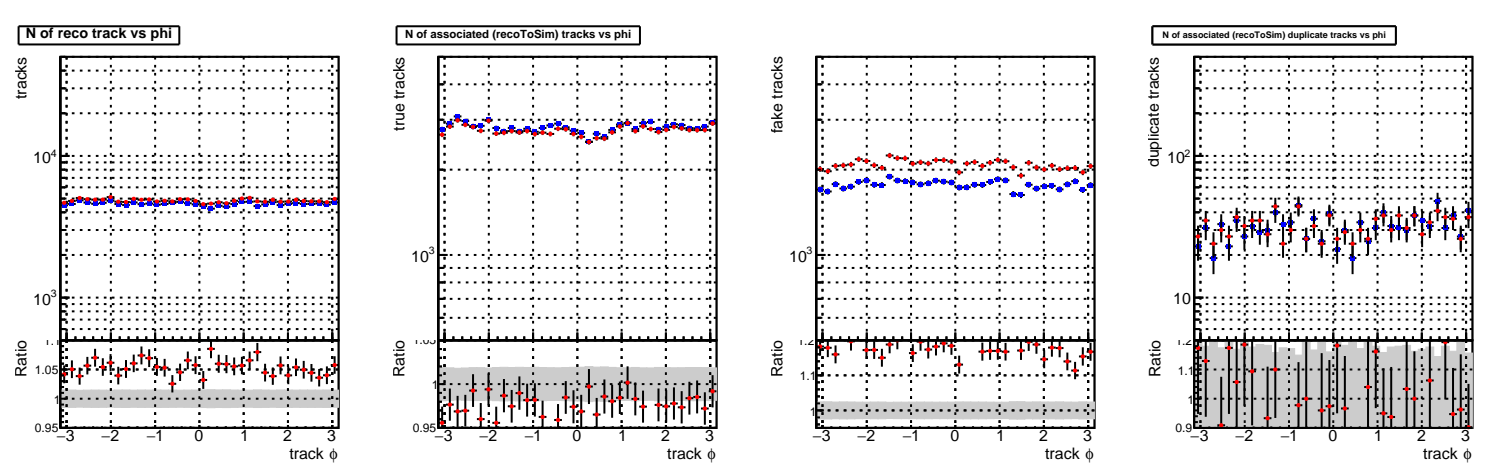 N of reco track vs phi
N of associated (recoToSim) tracks vs phi
N of associated (recoToSim) duplicate tracks vs phi
tracks
10⁴
10³
Ratio
1.05
1
0.95
−3 −2 −1 0 1 2 3
track ϕ
true tracks
10³
Ratio
1
0.95
−3 −2 −1 0 1 2 3
track ϕ
fake tracks
10³
Ratio
1.2
1.1
1
−3 −2 −1 0 1 2 3
track ϕ
duplicate tracks
10²
10
Ratio
1.2
1.1
1
0.9
−3 −2 −1 0 1 2 3
track ϕ